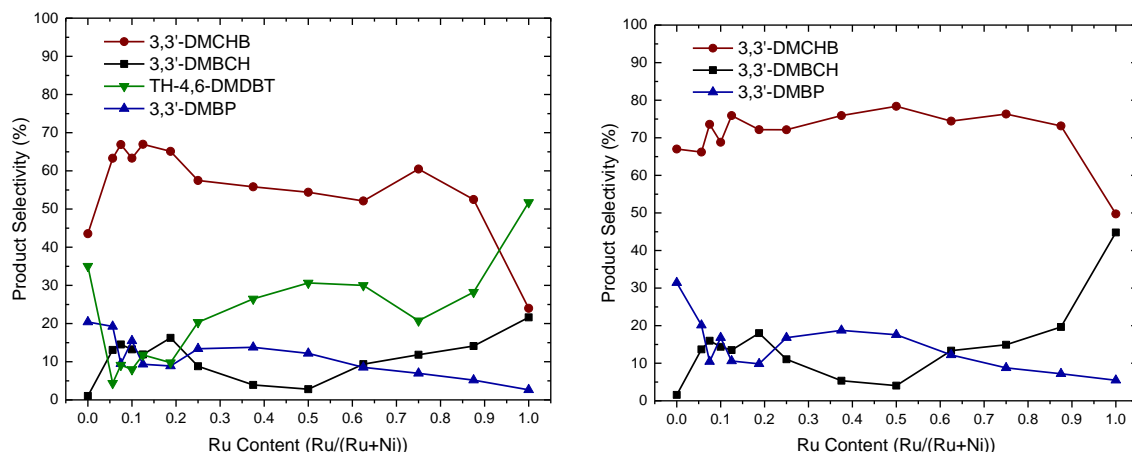 100
90
80
70
60
50
40
30
20
10
0
Product Selectivity (%)
3,3'-DMCHB
3,3'-DMBCH
TH-4,6-DMDBT
3,3'-DMBP
0.0 0.1 0.2 0.3 0.4 0.5 0.6 0.7 0.8 0.9 1.0
Ru Content (Ru/(Ru+Ni))
100
90
80
70
60
50
40
30
20
10
0
Product Selectivity (%)
3,3'-DMCHB
3,3'-DMBCH
3,3'-DMBP
0.0 0.1 0.2 0.3 0.4 0.5 0.6 0.7 0.8 0.9 1.0
Ru Content (Ru/(Ru+Ni))